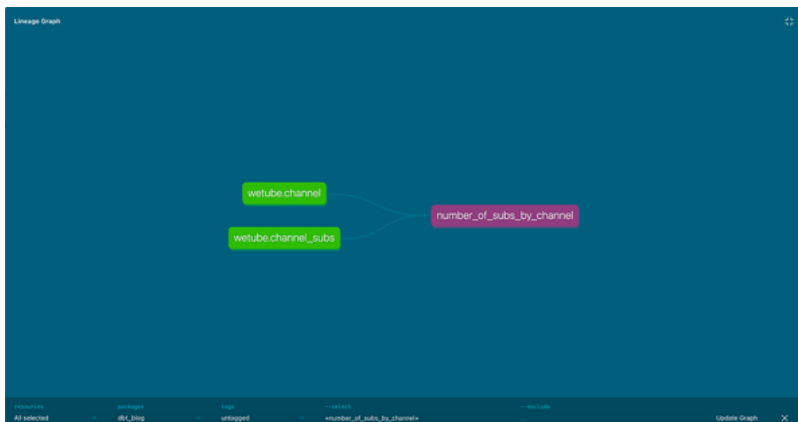 Lineage Graph
wetube.channel
number_of_subs_by_channel
wetube.channel_subs
resources packages tags --select --exclude
All selected dbt_blog untagged +number_of_subs_by_channel+ Update Graph